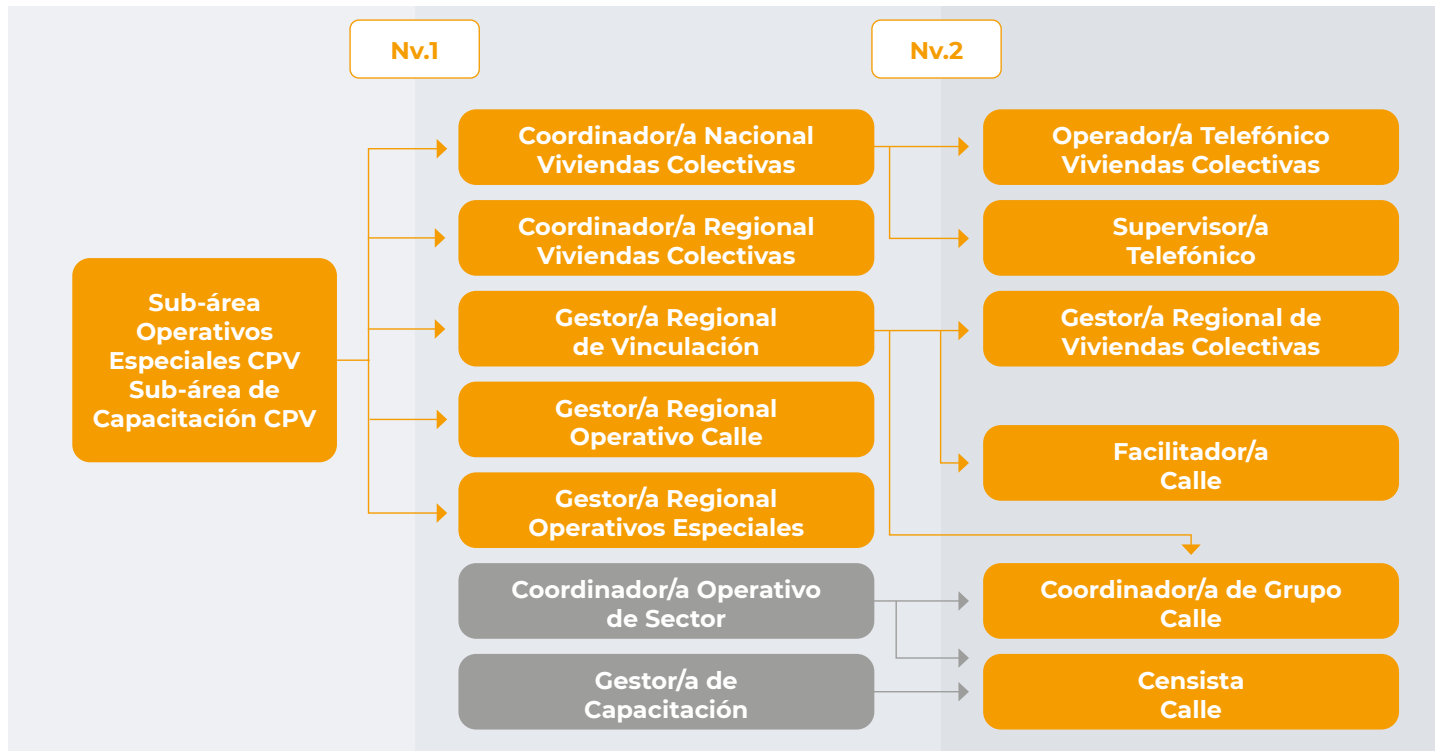 Nv.1
Nv.2
Sub-área
Operativos
Especiales CPV
Sub-área de
Capacitación CPV
Coordinador/a Nacional
Viviendas Colectivas
Coordinador/a Regional
Viviendas Colectivas
Gestor/a Regional
de Vinculación
Gestor/a Regional
Operativo Calle
Gestor/a Regional
Operativos Especiales
Coordinador/a Operativo
de Sector
Gestor/a de
Capacitación
Operador/a Telefónico
Viviendas Colectivas
Supervisor/a
Telefónico
Gestor/a Regional de
Viviendas Colectivas
Facilitador/a
Calle
Coordinador/a de Grupo
Calle
Censista
Calle